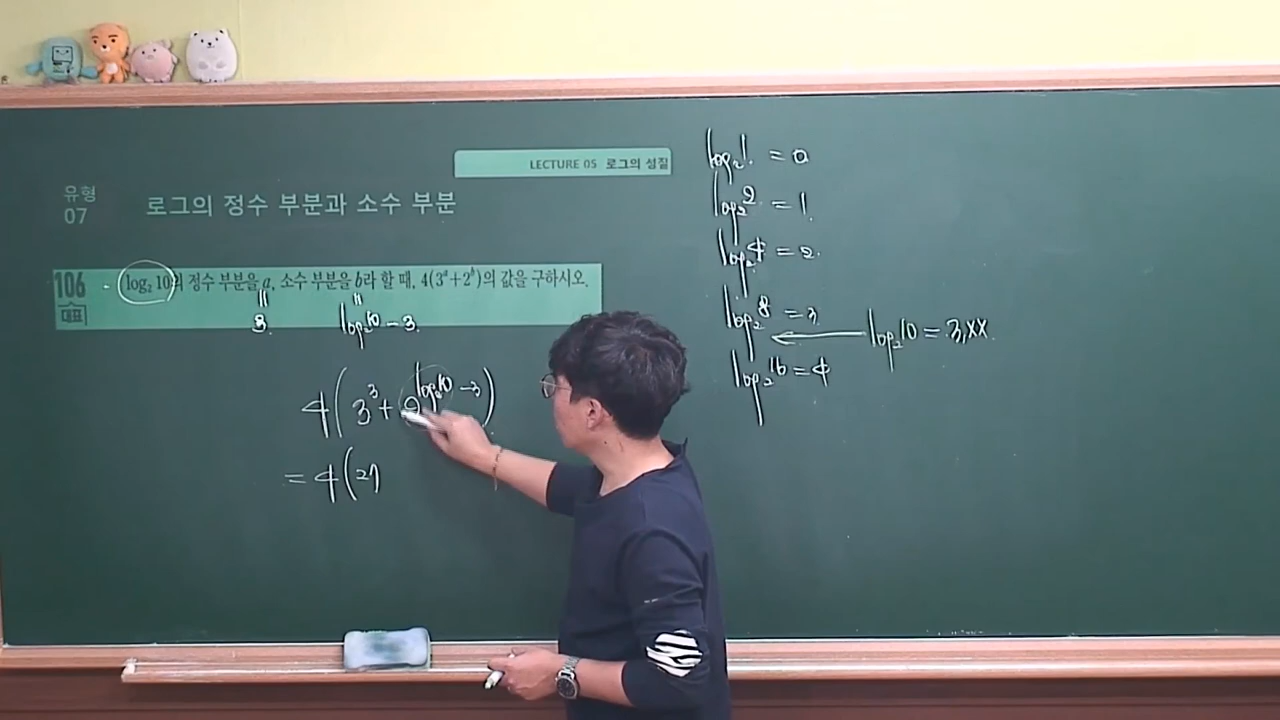 LECTURE 05 로그의 성질
유형
07
로그의 정수 부분과 소수 부분
106
대표
log₂ 10의 정수 부분을 a, 소수 부분을 b라 할 때, 4(3ᵃ+2ᵇ)의 값을 구하시오.
3.
log₂10 - 3.
4(3³+2^(log₂10 - 3))
= 4(27
log₂1 = 0
log₂2 = 1.
log₂4 = 2.
log₂8 = 3.
log₂10 = 3.xx.
log₂16 = 4